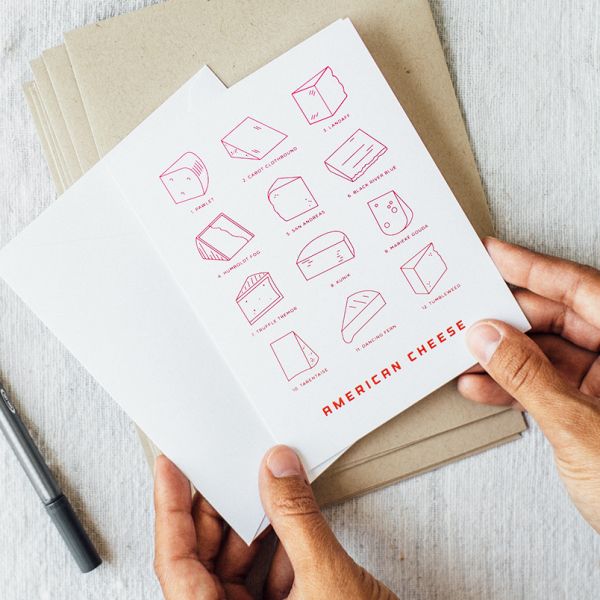 1. PAWLET
2. CABOT CLOTHBOUND
3. LANDAFF
4. HUMBOLDT FOG
5. SAN ANDREAS
6. BLACK RIVER BLUE
7. TRUFFLE TREMOR
8. KUNIK
9. MARIEKE GOUDA
10. TARENTAISE
11. DANCING FERN
12. TUMBLEWEED
AMERICAN CHEESE